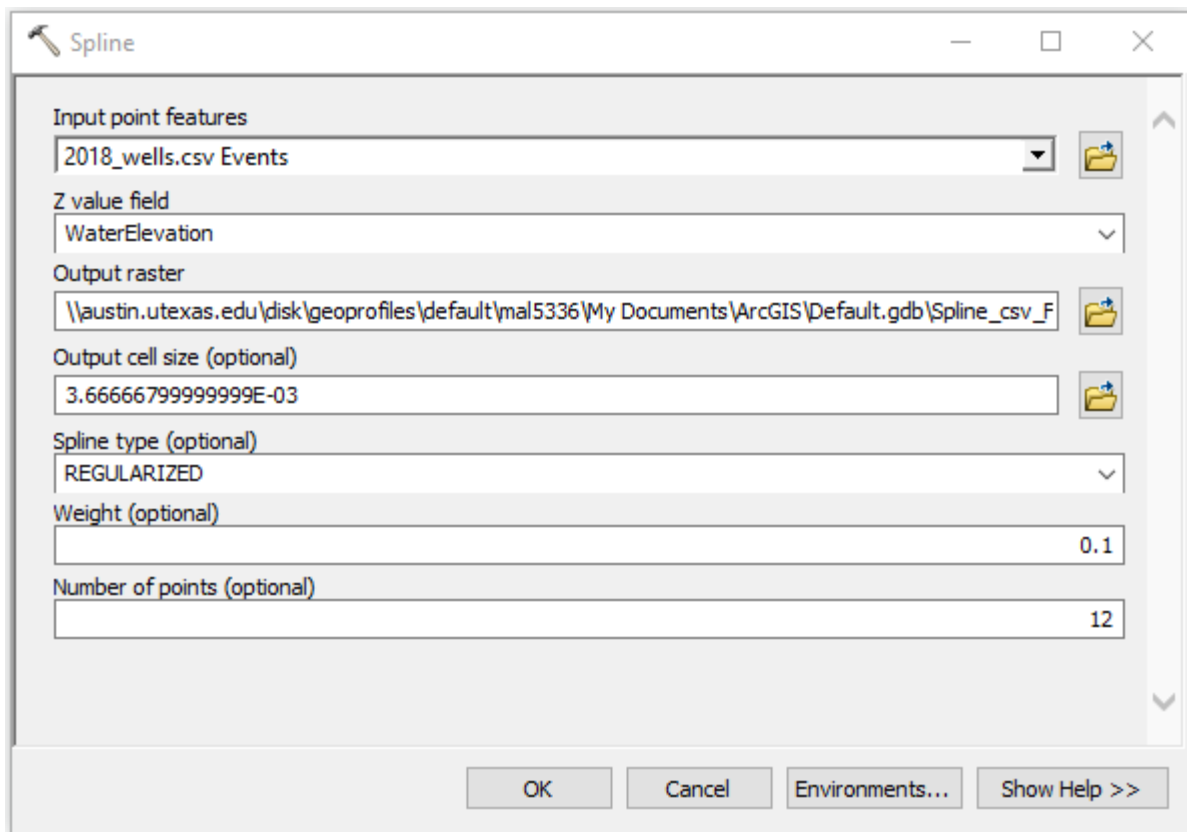 Spline
Input point features
2018_wells.csv Events
Z value field
WaterElevation
Output raster
\\austin.utexas.edu\disk\geoprofiles\default\mal5336\My Documents\ArcGIS\Default.gdb\Spline_csv_F
Output cell size (optional)
3.66666799999999E-03
Spline type (optional)
REGULARIZED
Weight (optional)
0.1
Number of points (optional)
12
OK Cancel Environments... Show Help >>